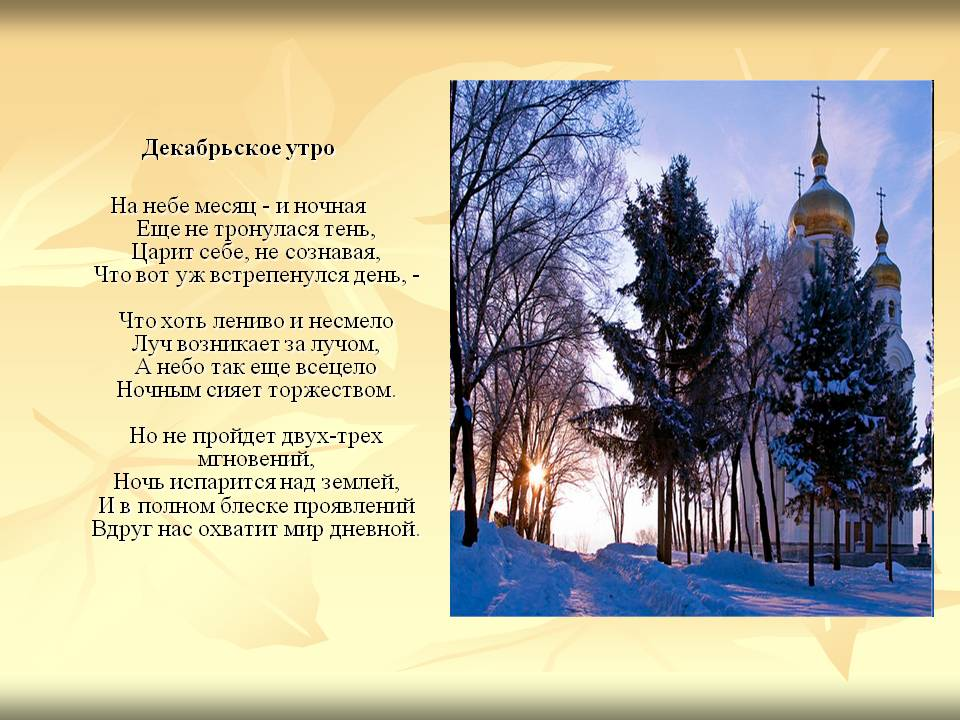 Декабрьское утро
На небе месяц - и ночная
Еще не тронулася тень,
Царит себе, не сознавая,
Что вот уж встрепенулся день, -
Что хоть лениво и несмело
Луч возникает за лучом,
А небо так еще всецело
Ночным сияет торжеством.
Но не пройдет двух-трех
мгновений,
Ночь испарится над землей,
И в полном блеске проявлений
Вдруг нас охватит мир дневной.